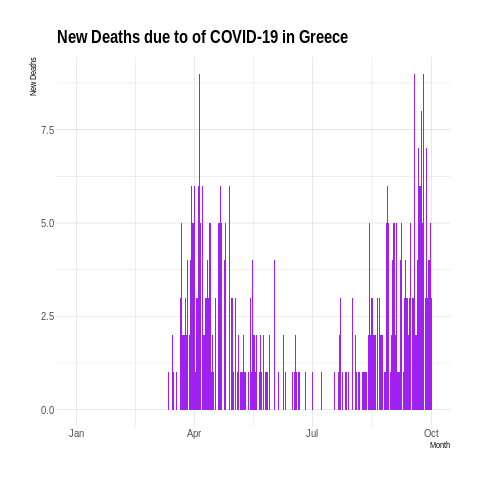 New Deaths due to of COVID-19 in Greece
New Deaths
7.5
5.0
2.5
0.0
Jan Apr Jul Oct
Month